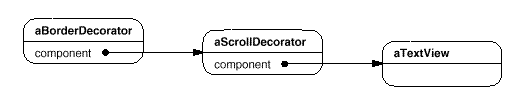 aBorderDecorator
component
aScrollDecorator
component
aTextView